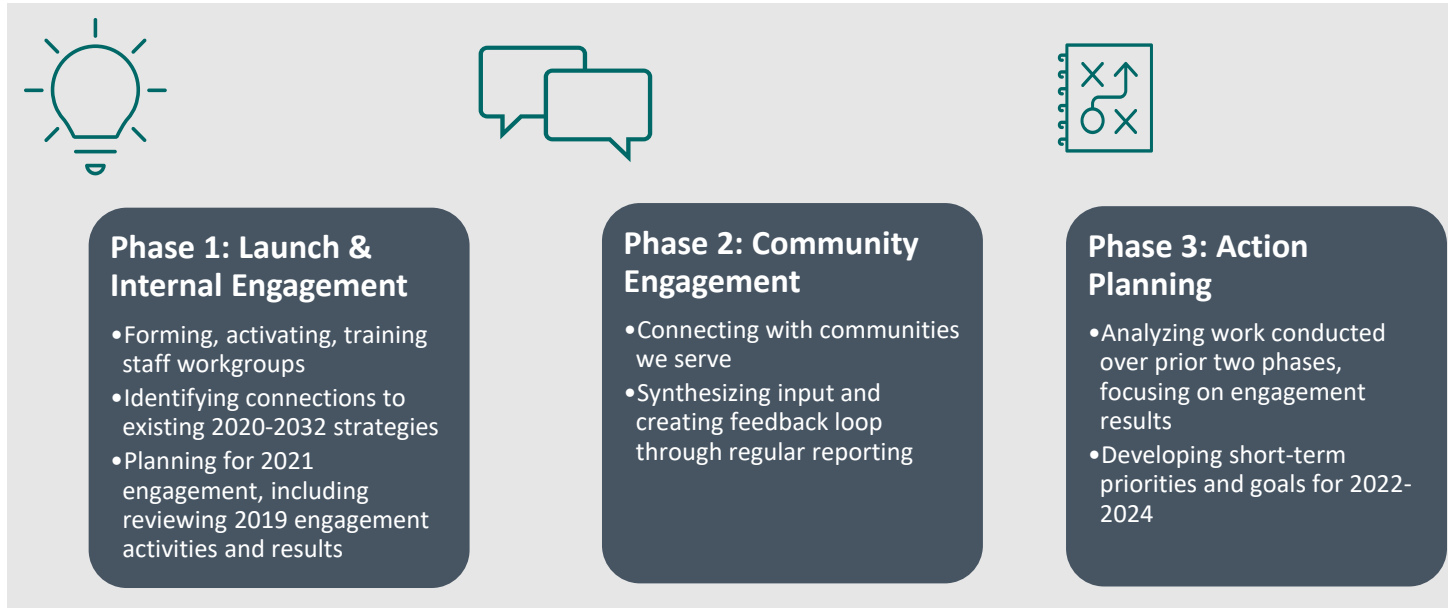 Phase 1: Launch &
Internal Engagement
•Forming, activating, training
staff workgroups
•Identifying connections to
existing 2020-2032 strategies
•Planning for 2021
engagement, including
reviewing 2019 engagement
activities and results
Phase 2: Community
Engagement
•Connecting with communities
we serve
•Synthesizing input and
creating feedback loop
through regular reporting
Phase 3: Action
Planning
•Analyzing work conducted
over prior two phases,
focusing on engagement
results
•Developing short-term
priorities and goals for 2022-
2024